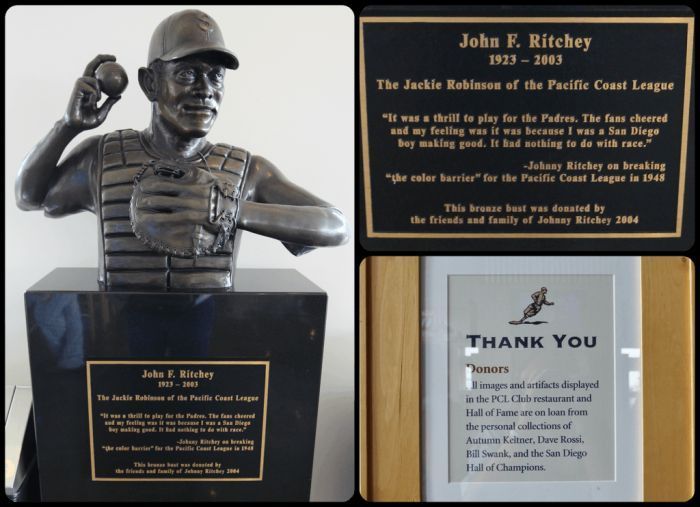 John F. Ritchey
1923 – 2003
The Jackie Robinson of the Pacific Coast League
"It was a thrill to play for the Padres. The fans cheered
and my feeling was it was because I was a San Diego
boy making good. It had nothing to do with race."
-Johnny Ritchey on breaking
"the color barrier" for the Pacific Coast League in 1948
This bronze bust was donated by
the friends and family of Johnny Ritchey 2004
John F. Ritchey
1923 – 2003
The Jackie Robinson of the Pacific Coast League
"It was a thrill to play for the Padres. The fans cheered
and my feeling was it was because I was a San Diego
boy making good. It had nothing to do with race."
-Johnny Ritchey on breaking
"the color barrier" for the Pacific Coast League in 1948
This bronze bust was donated by
the friends and family of Johnny Ritchey 2004
THANK YOU
Donors
All images and artifacts displayed
in the PCL Club restaurant and
Hall of Fame are on loan from
the personal collections of
Autumn Keltner, Dave Rossi,
Bill Swank, and the San Diego
Hall of Champions.